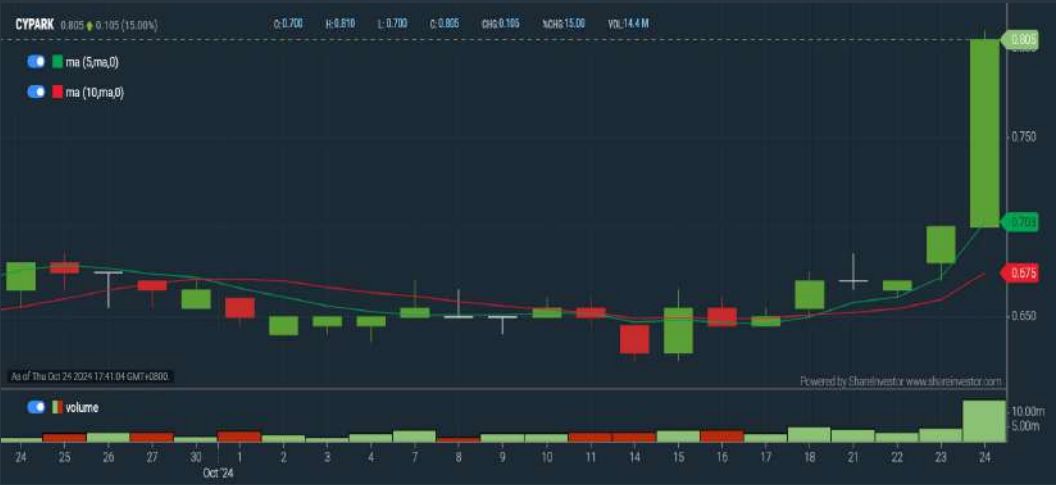 CYPARK 0.805 0.105 (15.00%) O: 0.700 H: 0.810 L: 0.700 C: 0.805 CHG: 0.105 %CHG: 15.00 VOL: 14.4 M
ma (5,ma,0)
ma (10,ma,0)
0.805
0.750
0.703
0.675
0.650
As of Thu Oct 24 2024 17:41:04 GMT+0800.
Powered by ShareInvestor www.shareinvestor.com
volume
10.00m
5.00m
24 25 26 27 30 1 2 3 4 7 8 9 10 11 14 15 16 17 18 21 22 23 24
Oct '24